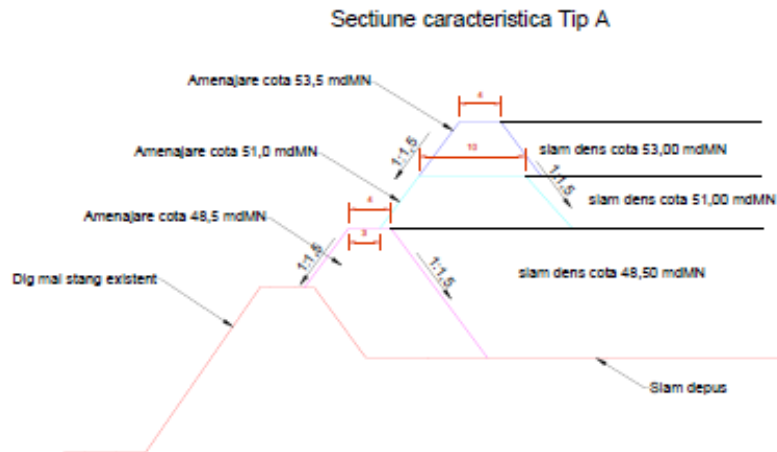 Sectiune caracteristica Tip A
Amenajare cota 53,5 mdMN
4
1:1,5
slam dens cota 53,00 mdMN
Amenajare cota 51,0 mdMN
10
1:1,5
slam dens cota 51,00 mdMN
Amenajare cota 48,5 mdMN
4
3
1:1,5
1:1,5
slam dens cota 48,50 mdMN
Dig mal stang existent
Slam depus